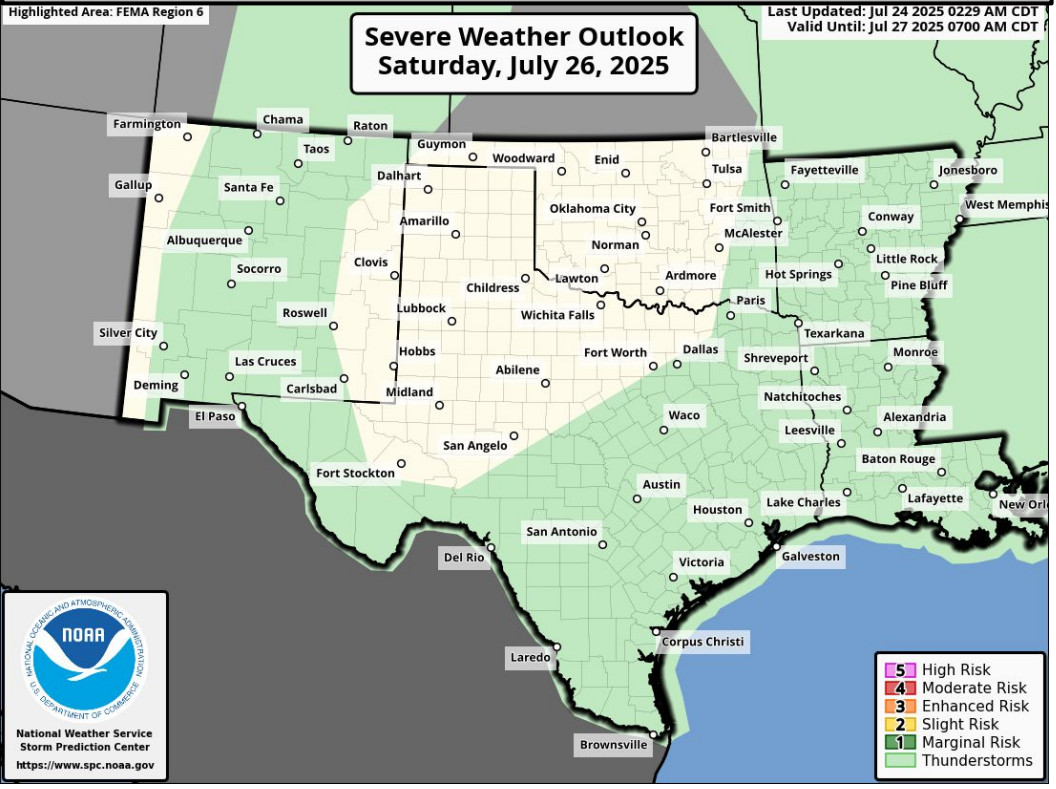 Highlighted Area: FEMA Region 6
Last Updated: Jul 24 2025 0229 AM CDT
Valid Until: Jul 27 2025 0700 AM CDT
Severe Weather Outlook
Saturday, July 26, 2025
Farmington
Chama
Raton
Taos
Guymon
Woodward
Enid
Bartlesville
Tulsa
Fayetteville
Jonesboro
Gallup
Santa Fe
Dalhart
Albuquerque
Amarillo
Oklahoma City
Fort Smith
Conway
West Memphis
Norman
McAlester
Socorro
Clovis
Childress
Lawton
Ardmore
Hot Springs
Little Rock
Pine Bluff
Roswell
Lubbock
Wichita Falls
Paris
Silver City
Hobbs
Fort Worth
Dallas
Texarkana
Las Cruces
Abilene
Shreveport
Monroe
Deming
Carlsbad
Midland
Natchitoches
El Paso
Waco
Leesville
Alexandria
San Angelo
Baton Rouge
Fort Stockton
Austin
Houston
Lake Charles
Lafayette
New Orl
San Antonio
Del Rio
Galveston
Victoria
Corpus Christi
Laredo
Brownsville
NATIONAL OCEANIC AND ATMOSPHERIC ADMINISTRATION
NOAA
U.S. DEPARTMENT OF COMMERCE
National Weather Service
Storm Prediction Center
https://www.spc.noaa.gov
5 High Risk
4 Moderate Risk
3 Enhanced Risk
2 Slight Risk
1 Marginal Risk
Thunderstorms